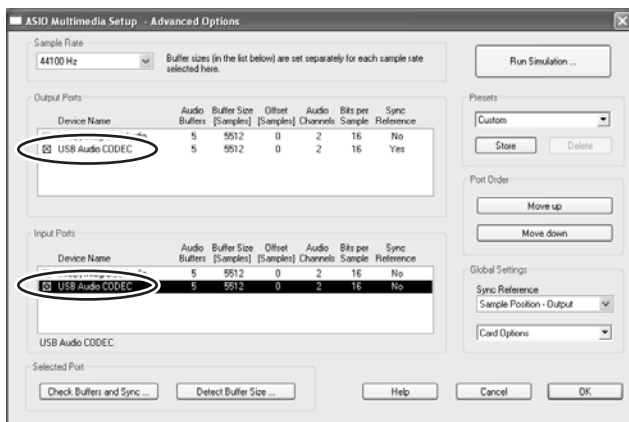 ASIO Multimedia Setup - Advanced Options
Sample Rate
44100 Hz
Buffer sizes (in the list below) are set separately for each sample rate
selected here.
Run Simulation ...
Output Ports
Device Name Audio Buffers Buffer Size [Samples] Offset [Samples] Audio Channels Bits per Sample Sync Reference
5 5512 0 2 16 No
USB Audio CODEC 5 5512 0 2 16 Yes
Presets
Custom
Store Delete
Port Order
Move up
Move down
Input Ports
Device Name Audio Buffers Buffer Size [Samples] Offset [Samples] Audio Channels Bits per Sample Sync Reference
5 5512 0 2 16 No
USB Audio CODEC 5 5512 0 2 16 No
USB Audio CODEC
Global Settings
Sync Reference
Sample Position - Output
Card Options
Selected Port
Check Buffers and Sync ... Detect Buffer Size ... Help Cancel OK